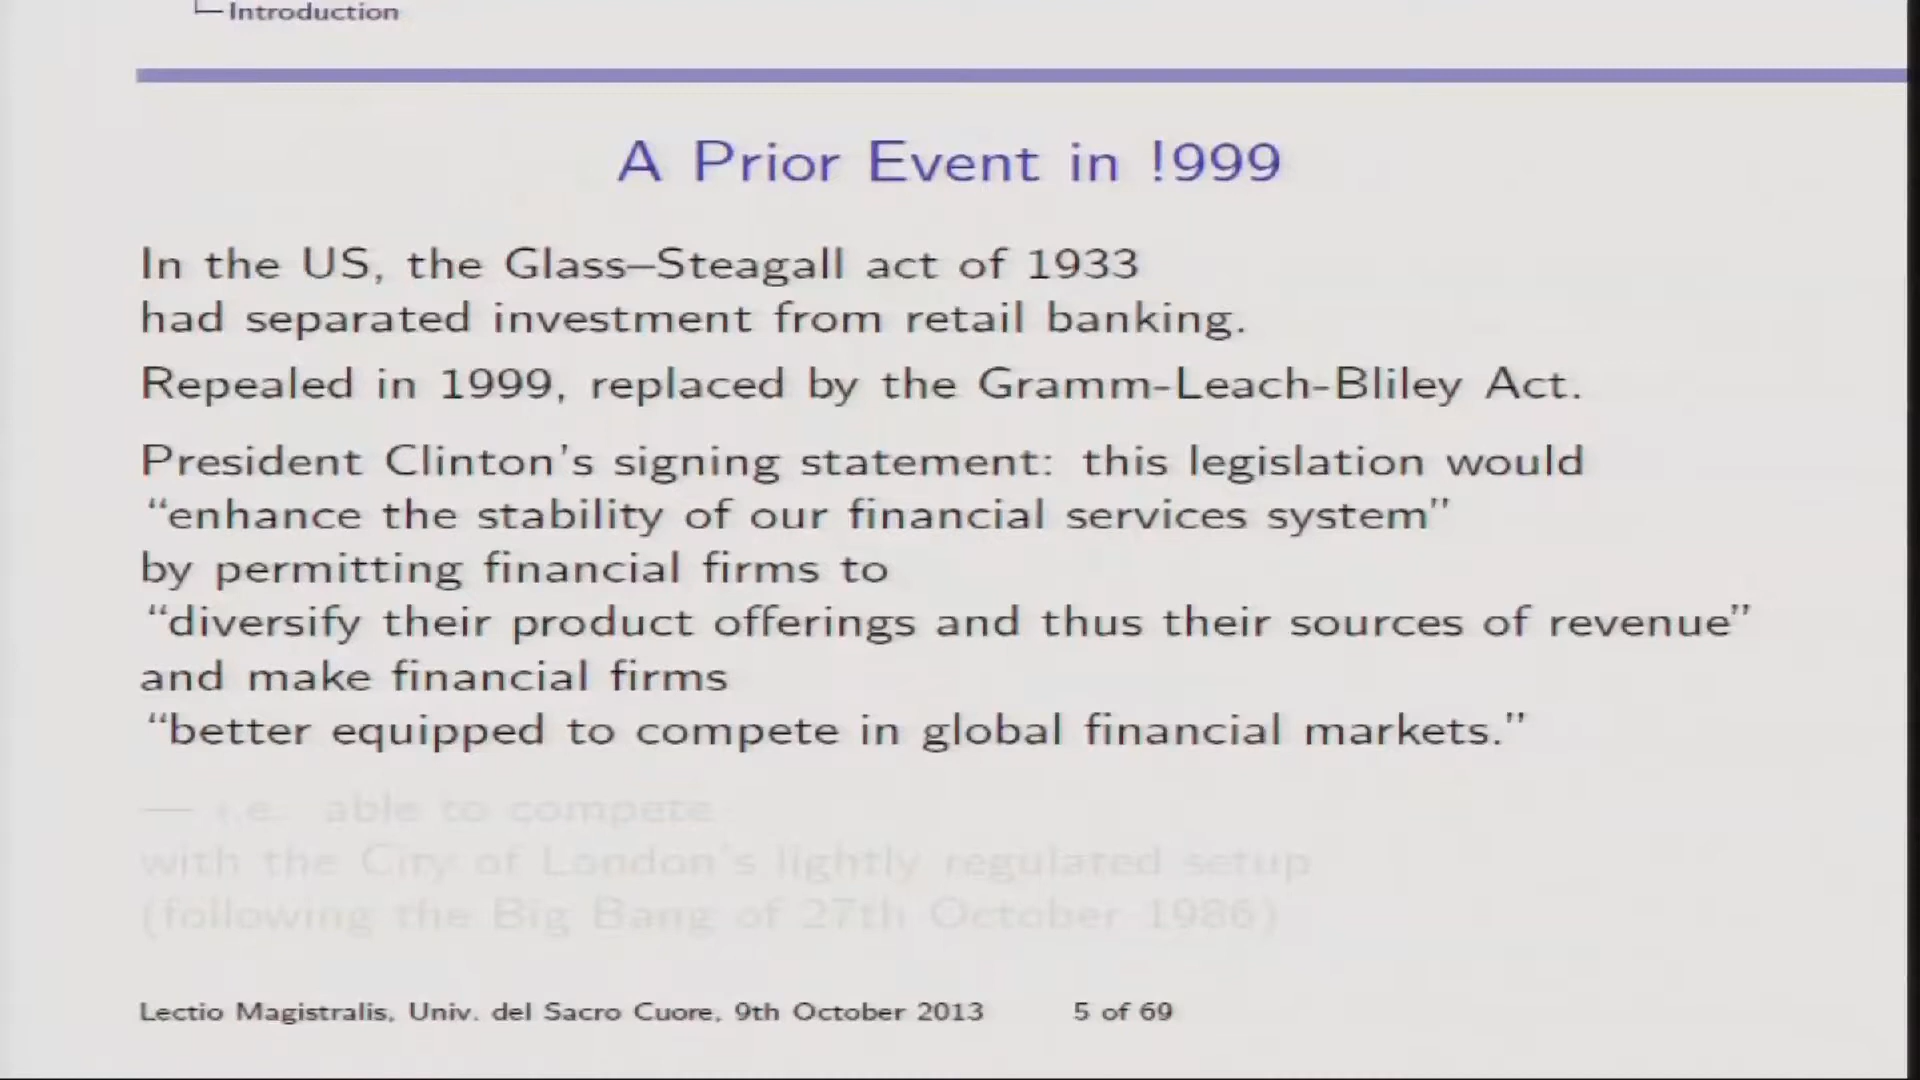 Introduction
A Prior Event in !999
In the US, the Glass–Steagall act of 1933
had separated investment from retail banking.
Repealed in 1999, replaced by the Gramm-Leach-Bliley Act.
President Clinton's signing statement: this legislation would
“enhance the stability of our financial services system”
by permitting financial firms to
“diversify their product offerings and thus their sources of revenue”
and make financial firms
“better equipped to compete in global financial markets.”
— i.e. able to compete
with the City of London's lightly regulated setup
(following the Big Bang of 27th October 1986)
Lectio Magistralis, Univ. del Sacro Cuore, 9th October 2013 5 of 69